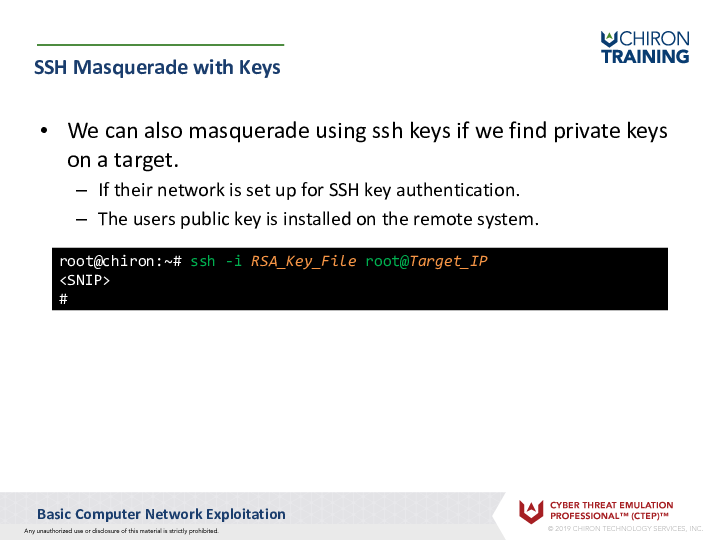 CHIRON
TRAINING
SSH Masquerade with Keys
• We can also masquerade using ssh keys if we find private keys
on a target.
– If their network is set up for SSH key authentication.
– The users public key is installed on the remote system.
root@chiron:~# ssh -i RSA_Key_File root@Target_IP
<SNIP>
#
Basic Computer Network Exploitation
CYBER THREAT EMULATION
PROFESSIONAL™ (CTEP)™
Any unauthorized use or disclosure of this material is strictly prohibited.
© 2019 CHIRON TECHNOLOGY SERVICES, INC.